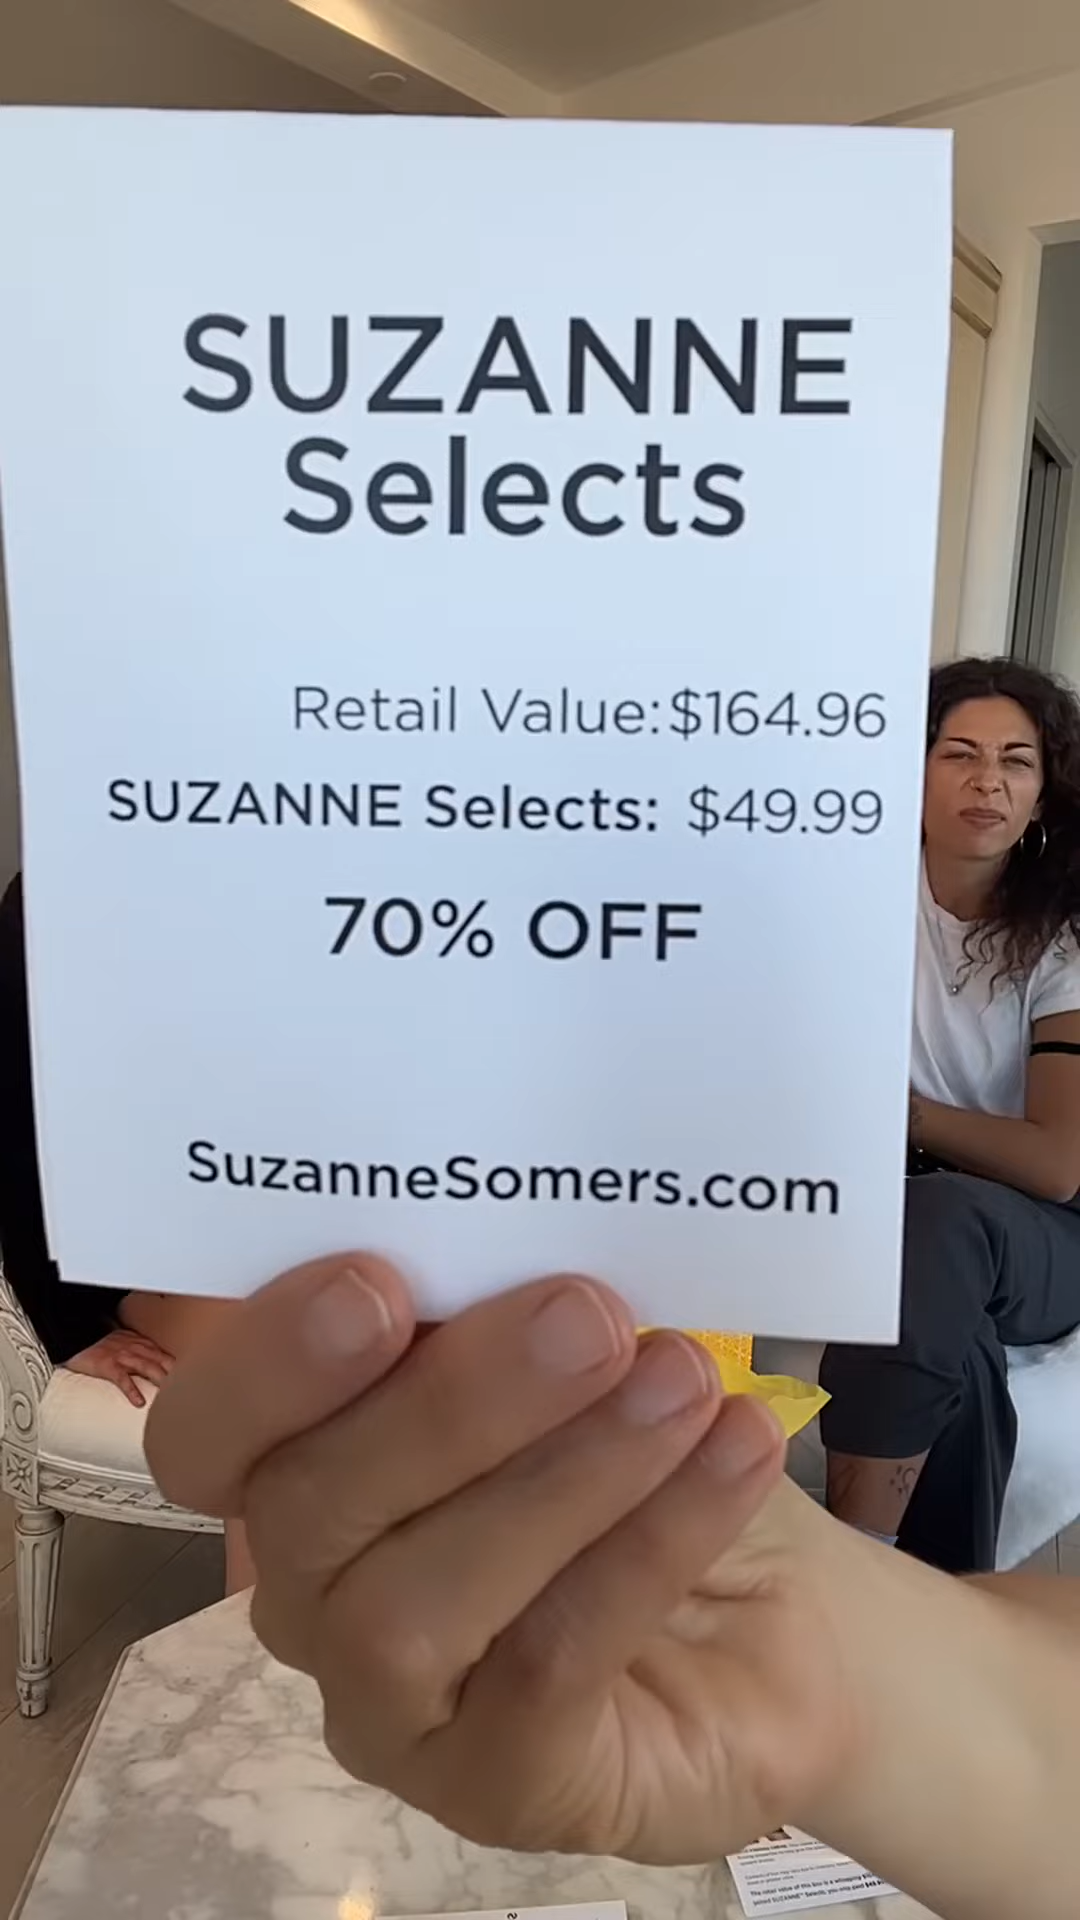 SUZANNE
Selects
Retail Value: $164.96
SUZANNE Selects: $49.99
70% OFF
SuzanneSomers.com